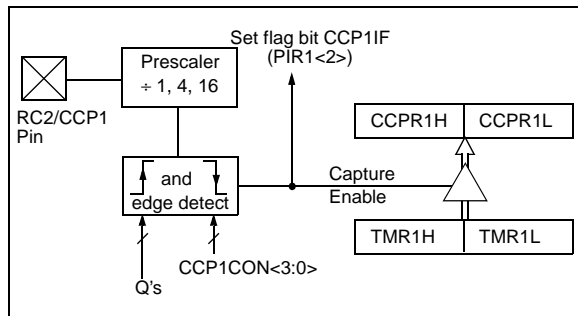 Set flag bit CCP1IF
(PIR1<2>)
Prescaler
÷ 1, 4, 16
RC2/CCP1
Pin
CCPR1H
CCPR1L
and
edge detect
Capture
Enable
TMR1H
TMR1L
CCP1CON<3:0>
Q's